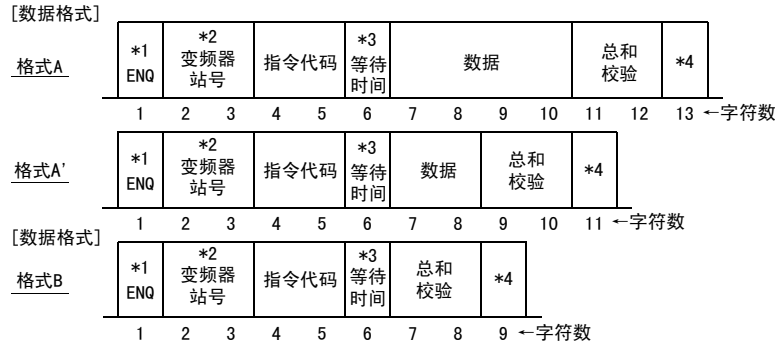 [数据格式]
格式A
*1 ENQ
*2 变频器 站号
指令代码
*3 等待 时间
数据
总和 校验
*4
1 2 3 4 5 6 7 8 9 10 11 12 13 ←字符数
格式A'
*1 ENQ
*2 变频器 站号
指令代码
*3 等待 时间
数据
总和 校验
*4
1 2 3 4 5 6 7 8 9 10 11 ←字符数
[数据格式]
格式B
*1 ENQ
*2 变频器 站号
指令代码
*3 等待 时间
总和 校验
*4
1 2 3 4 5 6 7 8 9 ←字符数